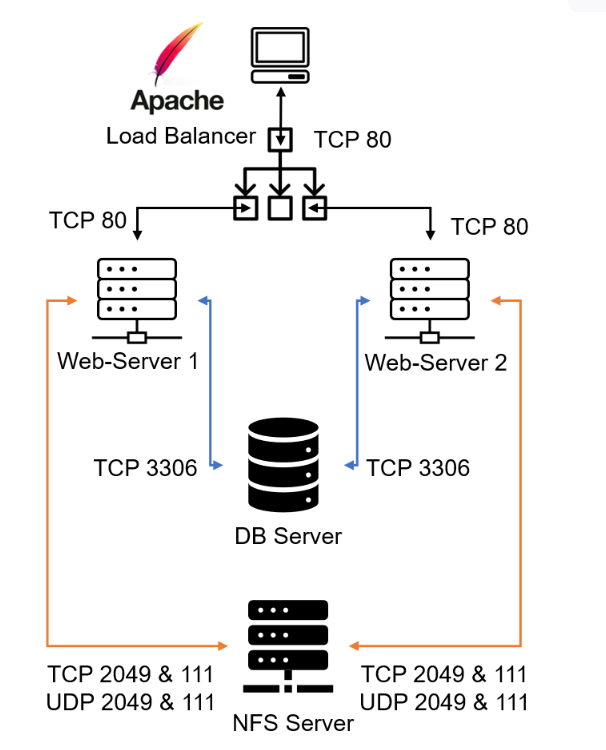 Apache
Load Balancer
TCP 80
TCP 80
TCP 80
Web-Server 1
Web-Server 2
TCP 3306
TCP 3306
DB Server
TCP 2049 & 111
UDP 2049 & 111
TCP 2049 & 111
UDP 2049 & 111
NFS Server